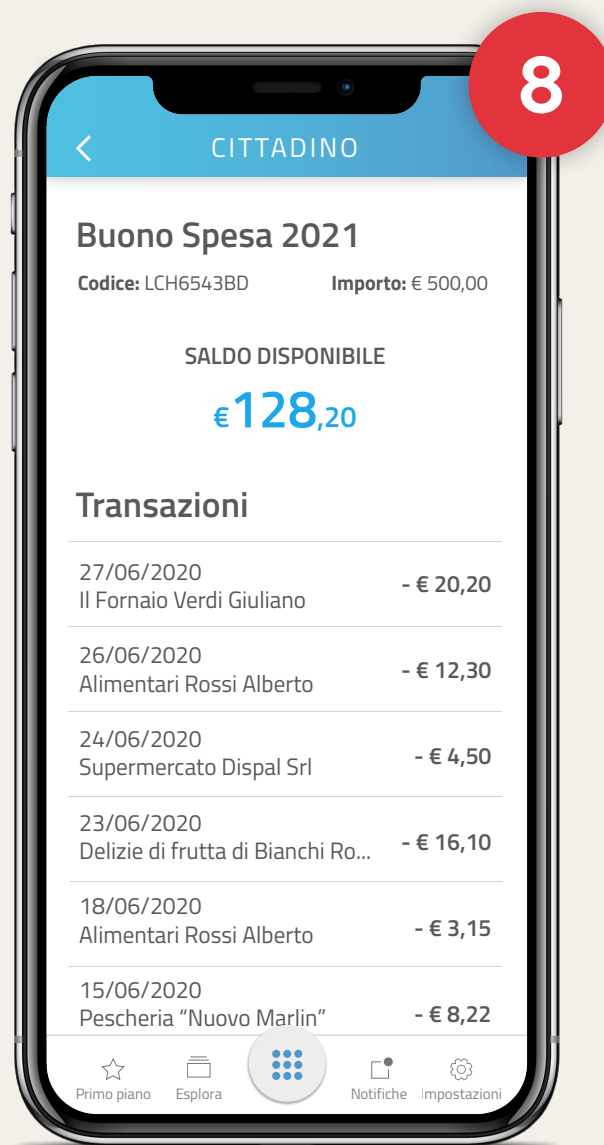 8
CITTADINO
Buono Spesa 2021
Codice: LCH6543BD Importo: € 500,00
SALDO DISPONIBILE
€128,20
Transazioni
27/06/2020
Il Fornaio Verdi Giuliano - € 20,20
26/06/2020
Alimentari Rossi Alberto - € 12,30
24/06/2020
Supermercato Dispal Srl - € 4,50
23/06/2020
Delizie di frutta di Bianchi Ro... - € 16,10
18/06/2020
Alimentari Rossi Alberto - € 3,15
15/06/2020
Pescheria “Nuovo Marlin” - € 8,22
Primo piano Esplora Notifiche Impostazioni